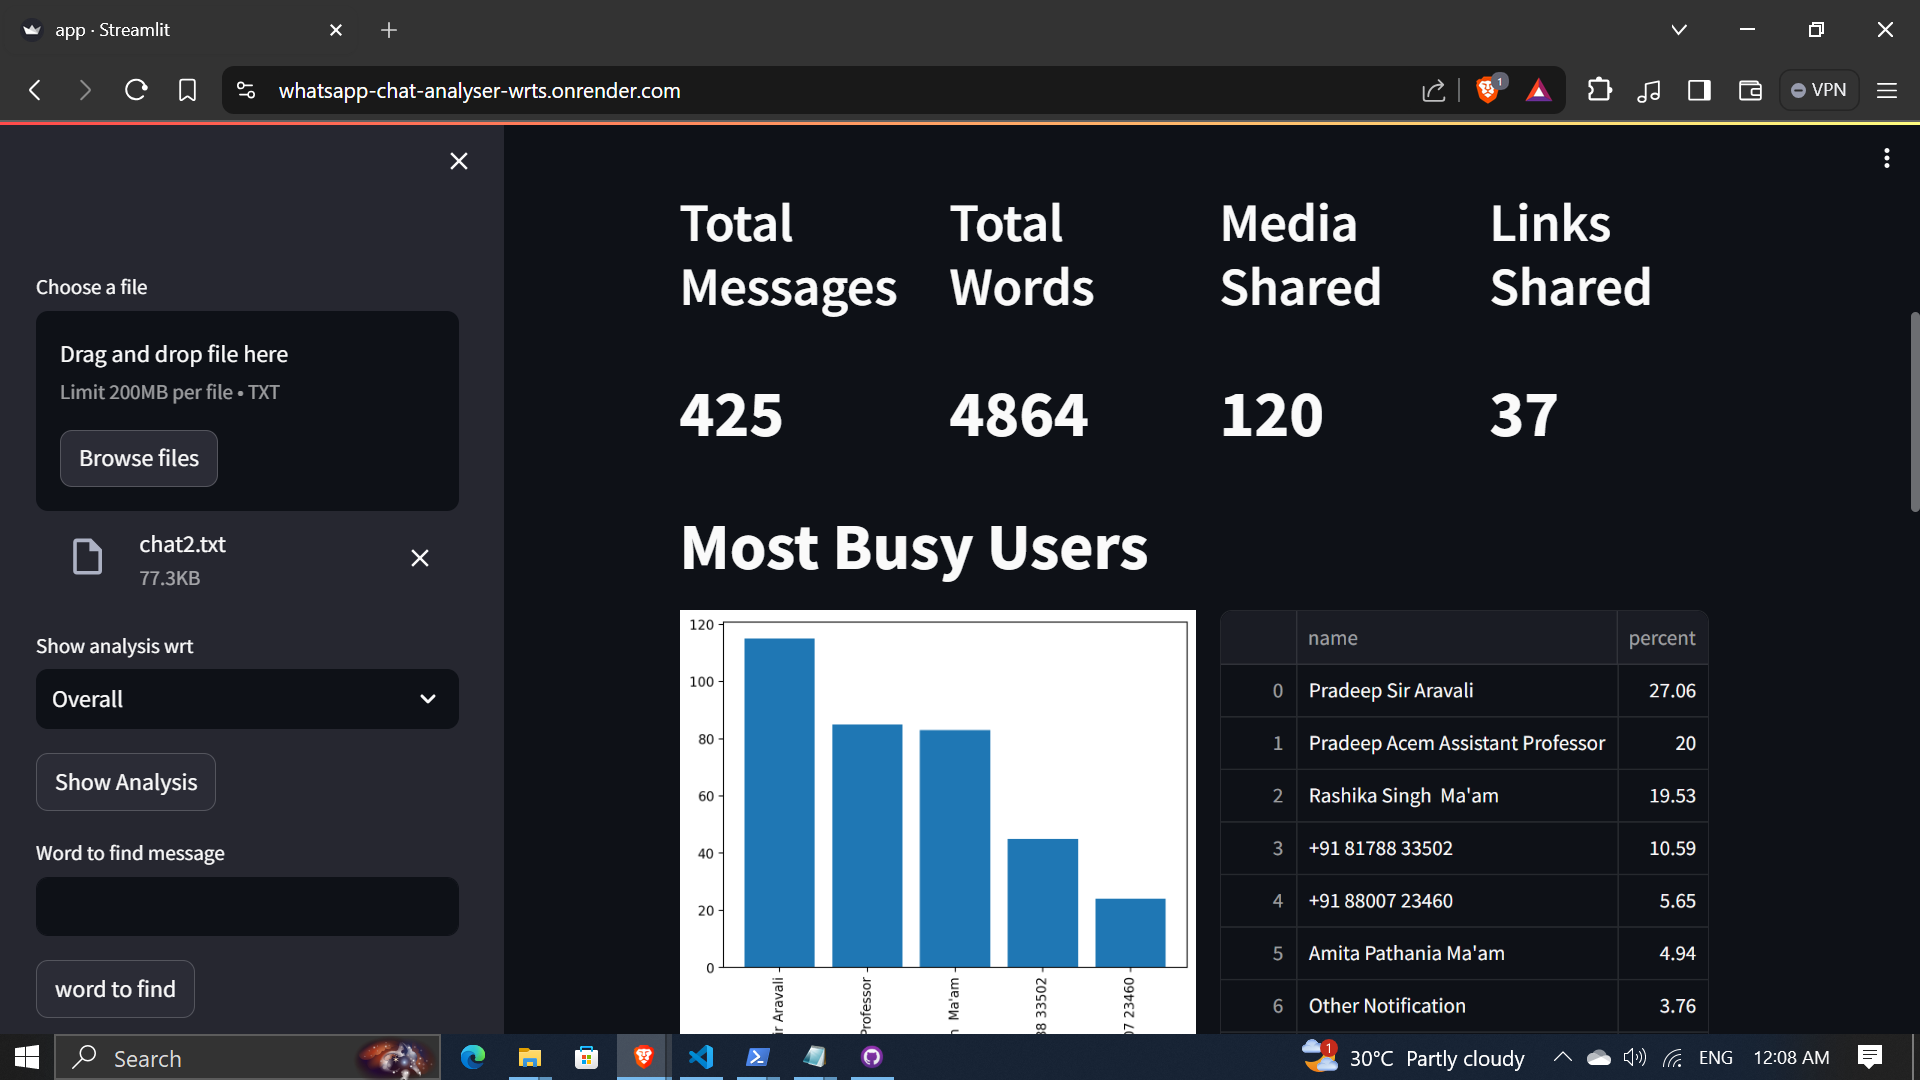 app · Streamlit
whatsapp-chat-analyser-wrts.onrender.com
1
VPN
Choose a file
Drag and drop file here
Limit 200MB per file • TXT
Browse files
chat2.txt
77.3KB
Show analysis wrt
Overall
Show Analysis
Word to find message
word to find
Total Messages
Total Words
Media Shared
Links Shared
425
4864
120
37
Most Busy Users
120
100
80
60
40
20
0
ir Aravali
Professor
Ma'am
33502
23460
name percent
0 Pradeep Sir Aravali 27.06
1 Pradeep Acem Assistant Professor 20
2 Rashika Singh  Ma'am 19.53
3 +91 81788 33502 10.59
4 +91 88007 23460 5.65
5 Amita Pathania Ma'am 4.94
6 Other Notification 3.76
Search
1
30°C Partly cloudy
ENG
12:08 AM